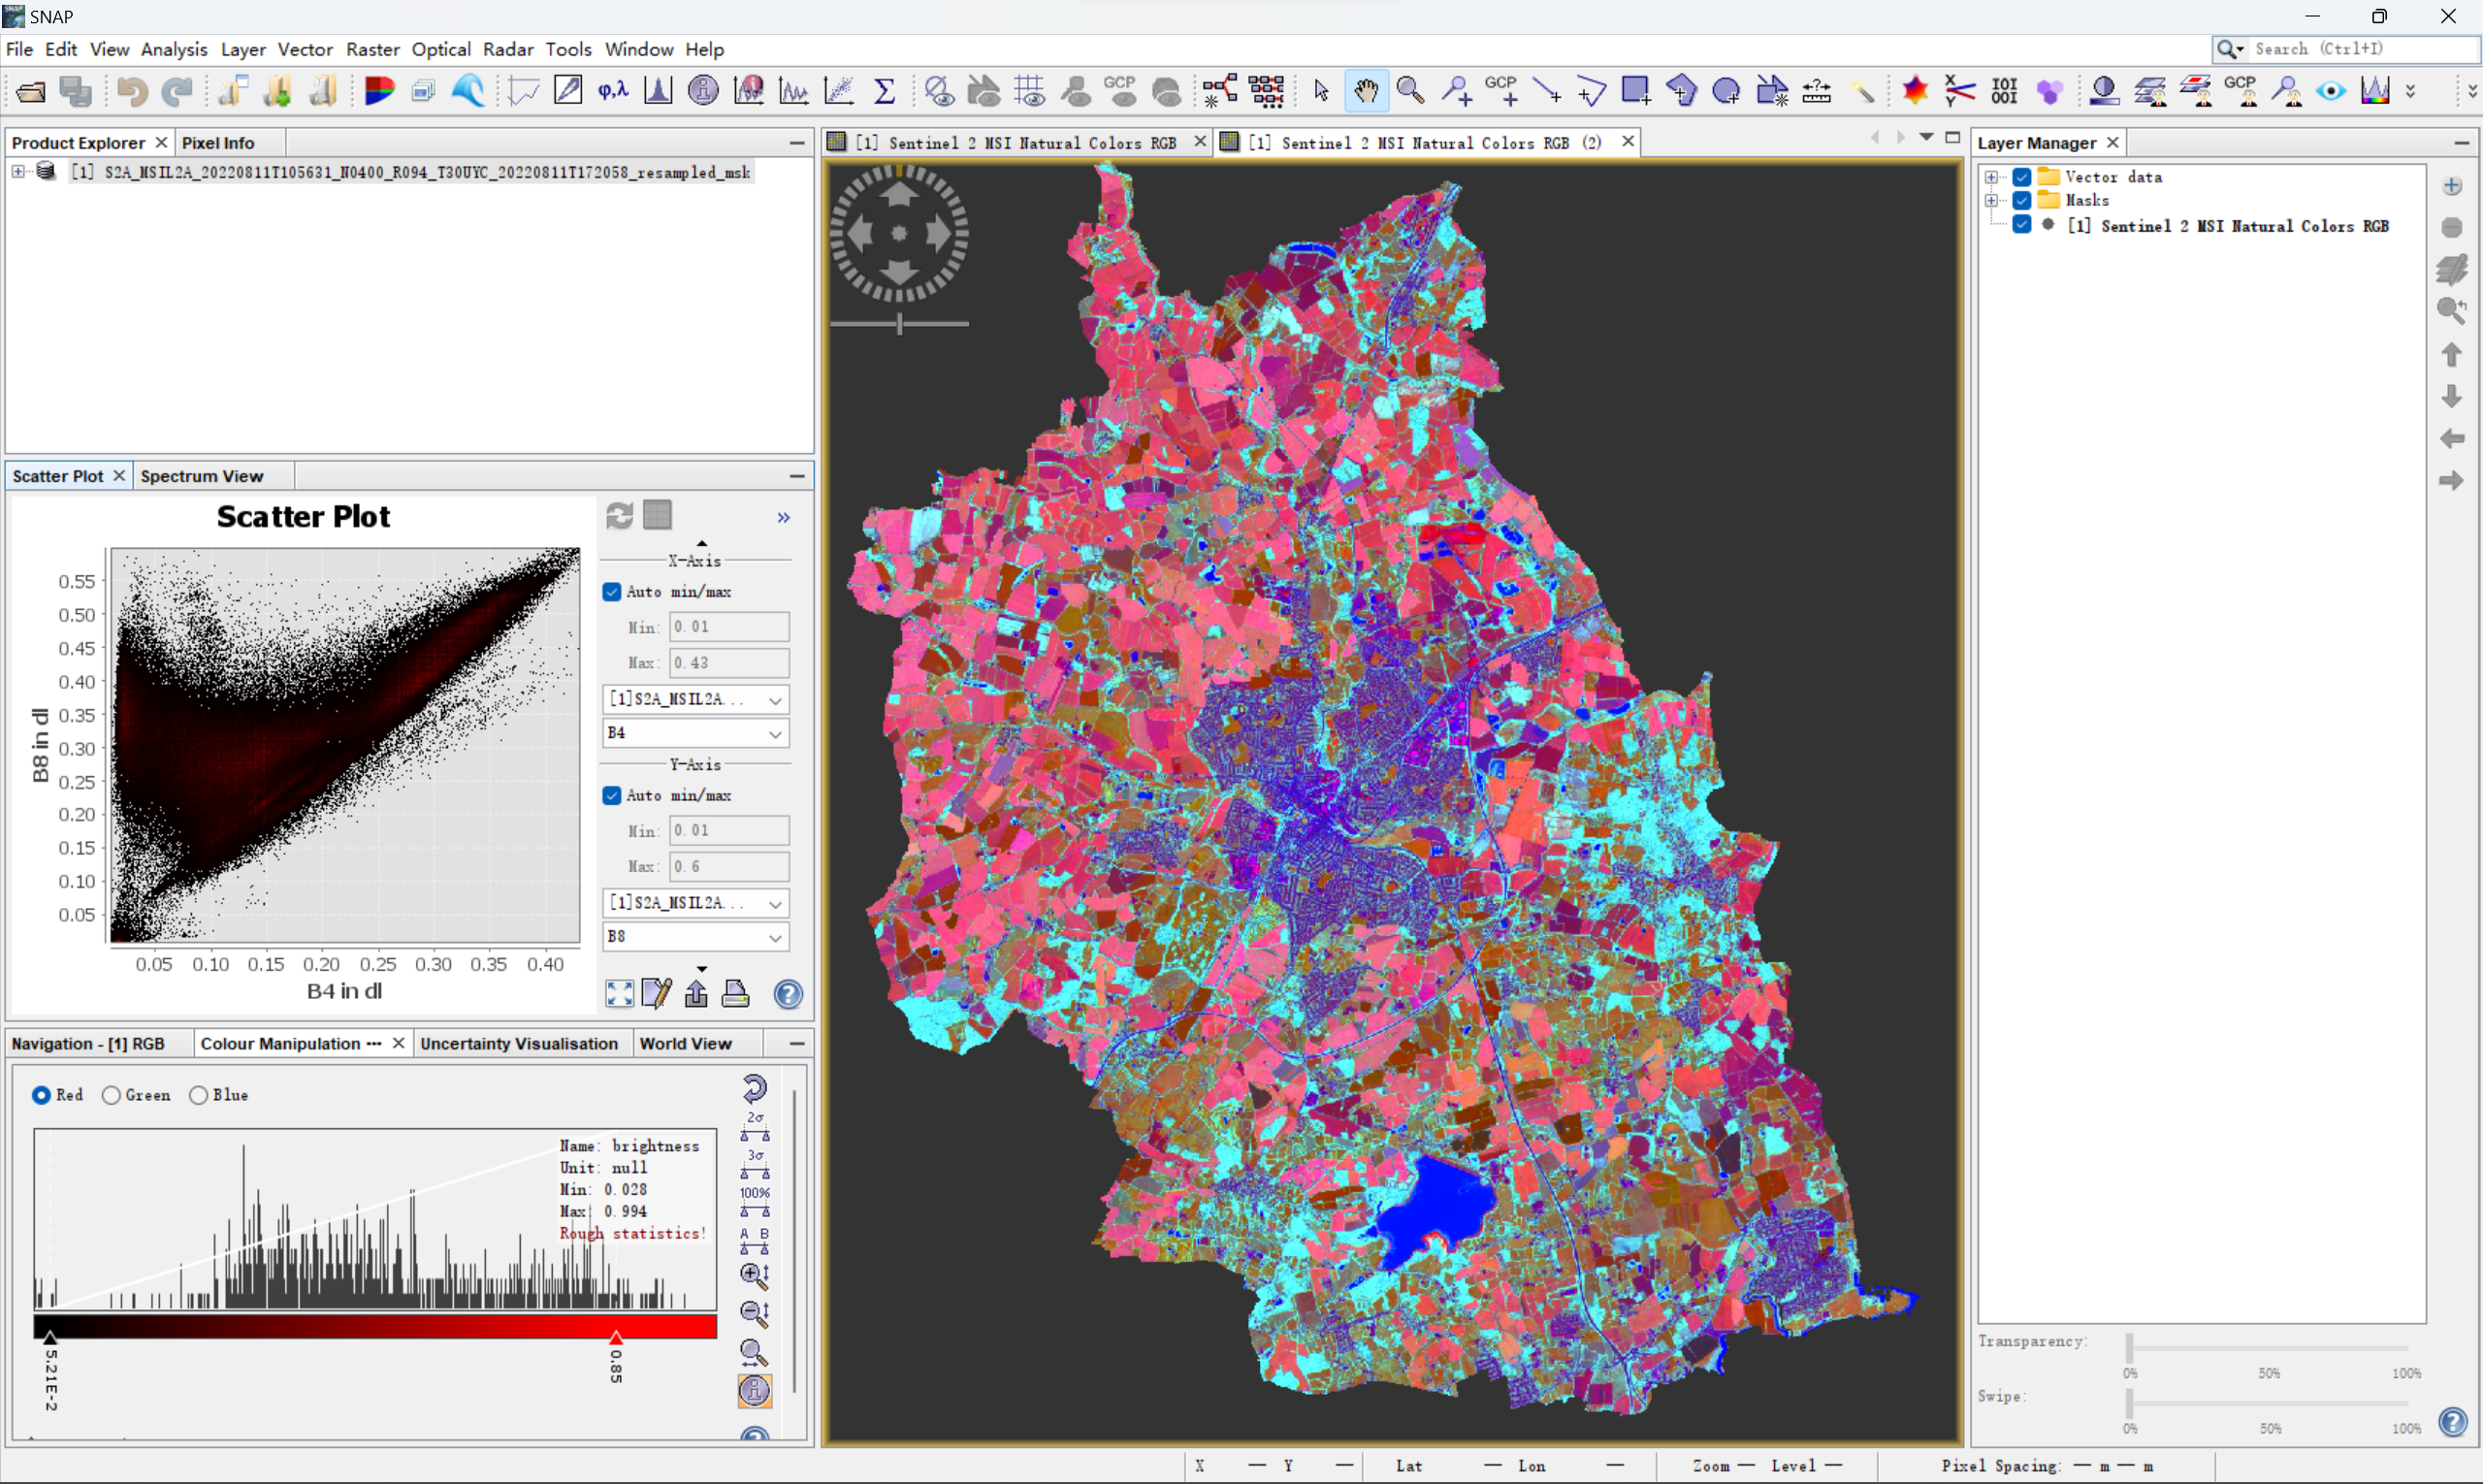 SNAP
File Edit View Analysis Layer Vector Raster Optical Radar Tools Window Help
Search (Ctrl+I)
φ,λ
GCP
GCP
GCP
Product Explorer
Pixel Info
[1] S2A_MSIL2A_20220811T105631_N0400_R094_T30UYC_20220811T172058_resampled_msk
[1] Sentinel 2 MSI Natural Colors RGB
[1] Sentinel 2 MSI Natural Colors RGB (2)
Layer Manager
Vector data
Masks
[1] Sentinel 2 MSI Natural Colors RGB
Scatter Plot
Spectrum View
Scatter Plot
0.55
0.50
0.45
0.40
0.35
0.30
0.25
0.20
0.15
0.10
0.05
B8 in dl
0.05 0.10 0.15 0.20 0.25 0.30 0.35 0.40
B4 in dl
X-Axis
Auto min/max
Min: 0.01
Max: 0.43
[1]S2A_MSIL2A...
B4
Y-Axis
Auto min/max
Min: 0.01
Max: 0.6
[1]S2A_MSIL2A...
B8
Navigation - [1] RGB
Colour Manipulation ···
Uncertainty Visualisation
World View
Red Green Blue
Name: brightness
Unit: null
Min: 0.028
Max: 0.994
Rough statistics!
5.21E-2
0.85
2σ
3σ
100%
A B
Transparency:
0% 50% 100%
Swipe:
0% 50% 100%
X — Y — Lat — Lon — Zoom — Level — Pixel Spacing: — m — m